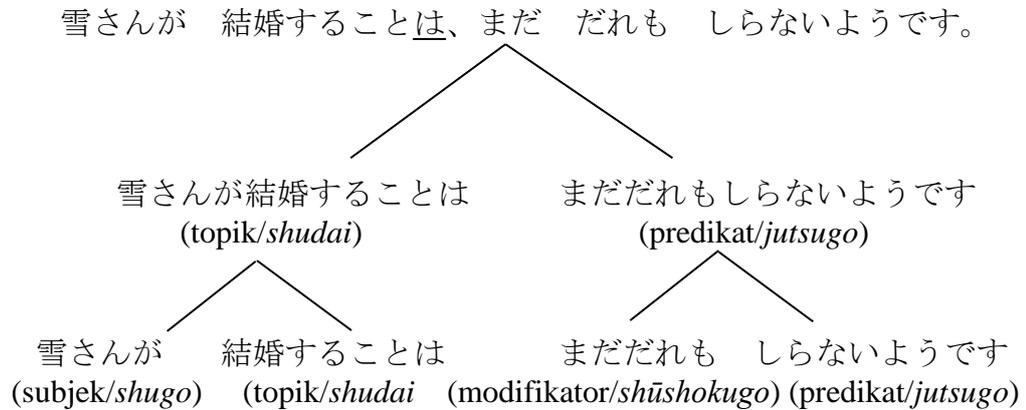 雪さんが　結婚することは、まだ　だれも　しらないようです。
雪さんが結婚することは　まだだれもしらないようです
(topik/shudai) (predikat/jutsugo)
雪さんが　結婚することは　まだだれも　しらないようです
(subjek/shugo) (topik/shudai (modifikator/shūshokugo) (predikat/jutsugo)